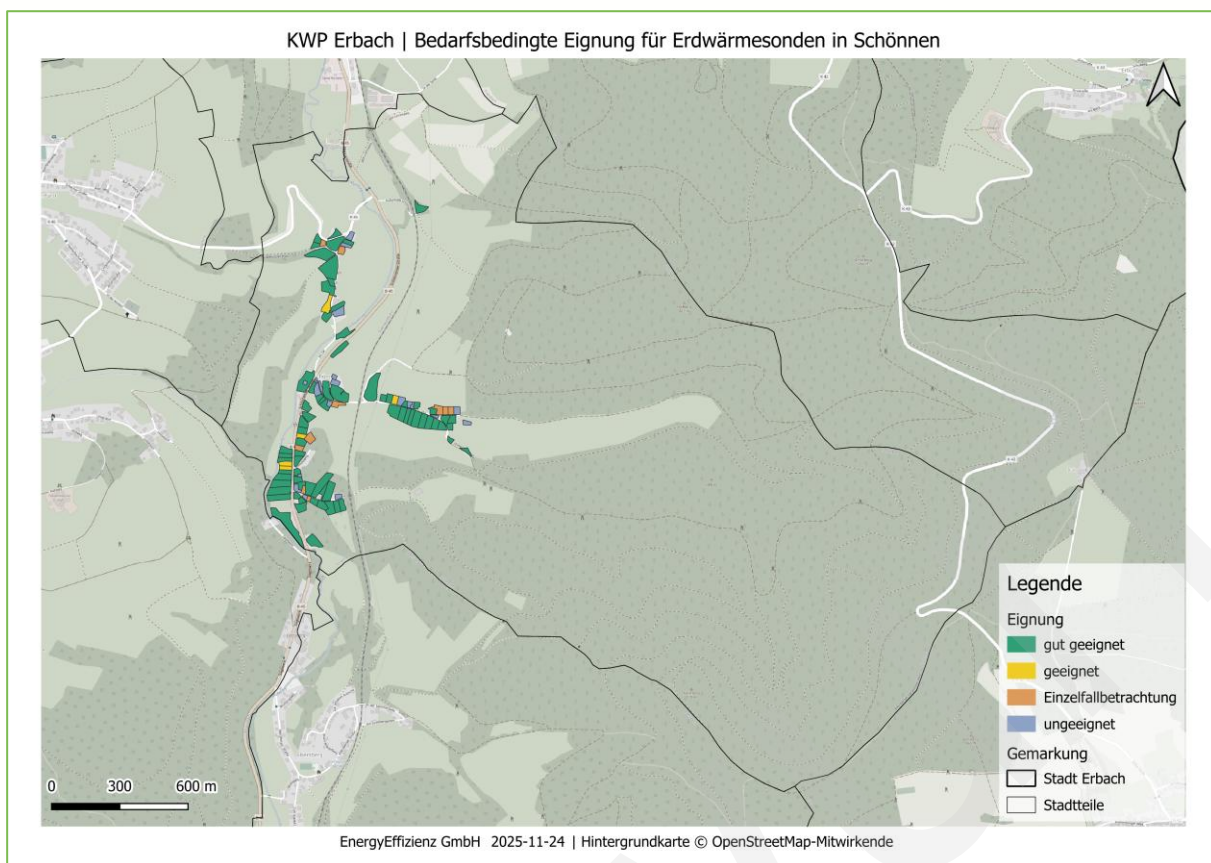 KWP Erbach | Bedarfsbedingte Eignung für Erdwärmesonden in Schönnen
Legende
Eignung
gut geeignet
geeignet
Einzelfallbetrachtung
ungeeignet
Gemarkung
Stadt Erbach
Stadtteile
0 300 600 m
EnergyEffizienz GmbH 2025-11-24 | Hintergrundkarte © OpenStreetMap-Mitwirkende